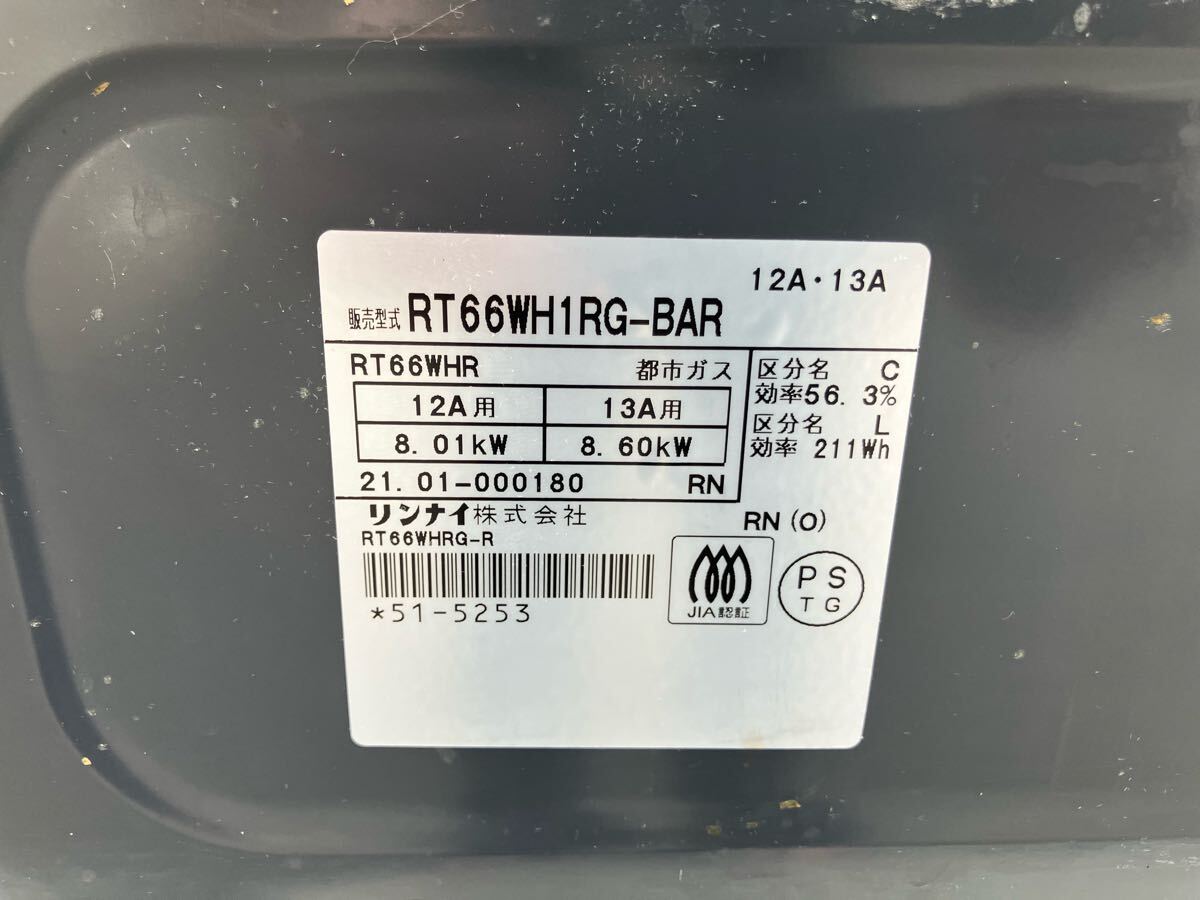 12A・13A
販売型式 RT66WH1RG-BAR
RT66WHR 都市ガス
12A用 13A用
8.01kW 8.60kW
21.01-000180 RN
区分名 C
効率56.3%
区分名 L
効率 211Wh
リンナイ株式会社
RN(O)
RT66WHRG-R
*51-5253
JIA認証
PS
TG